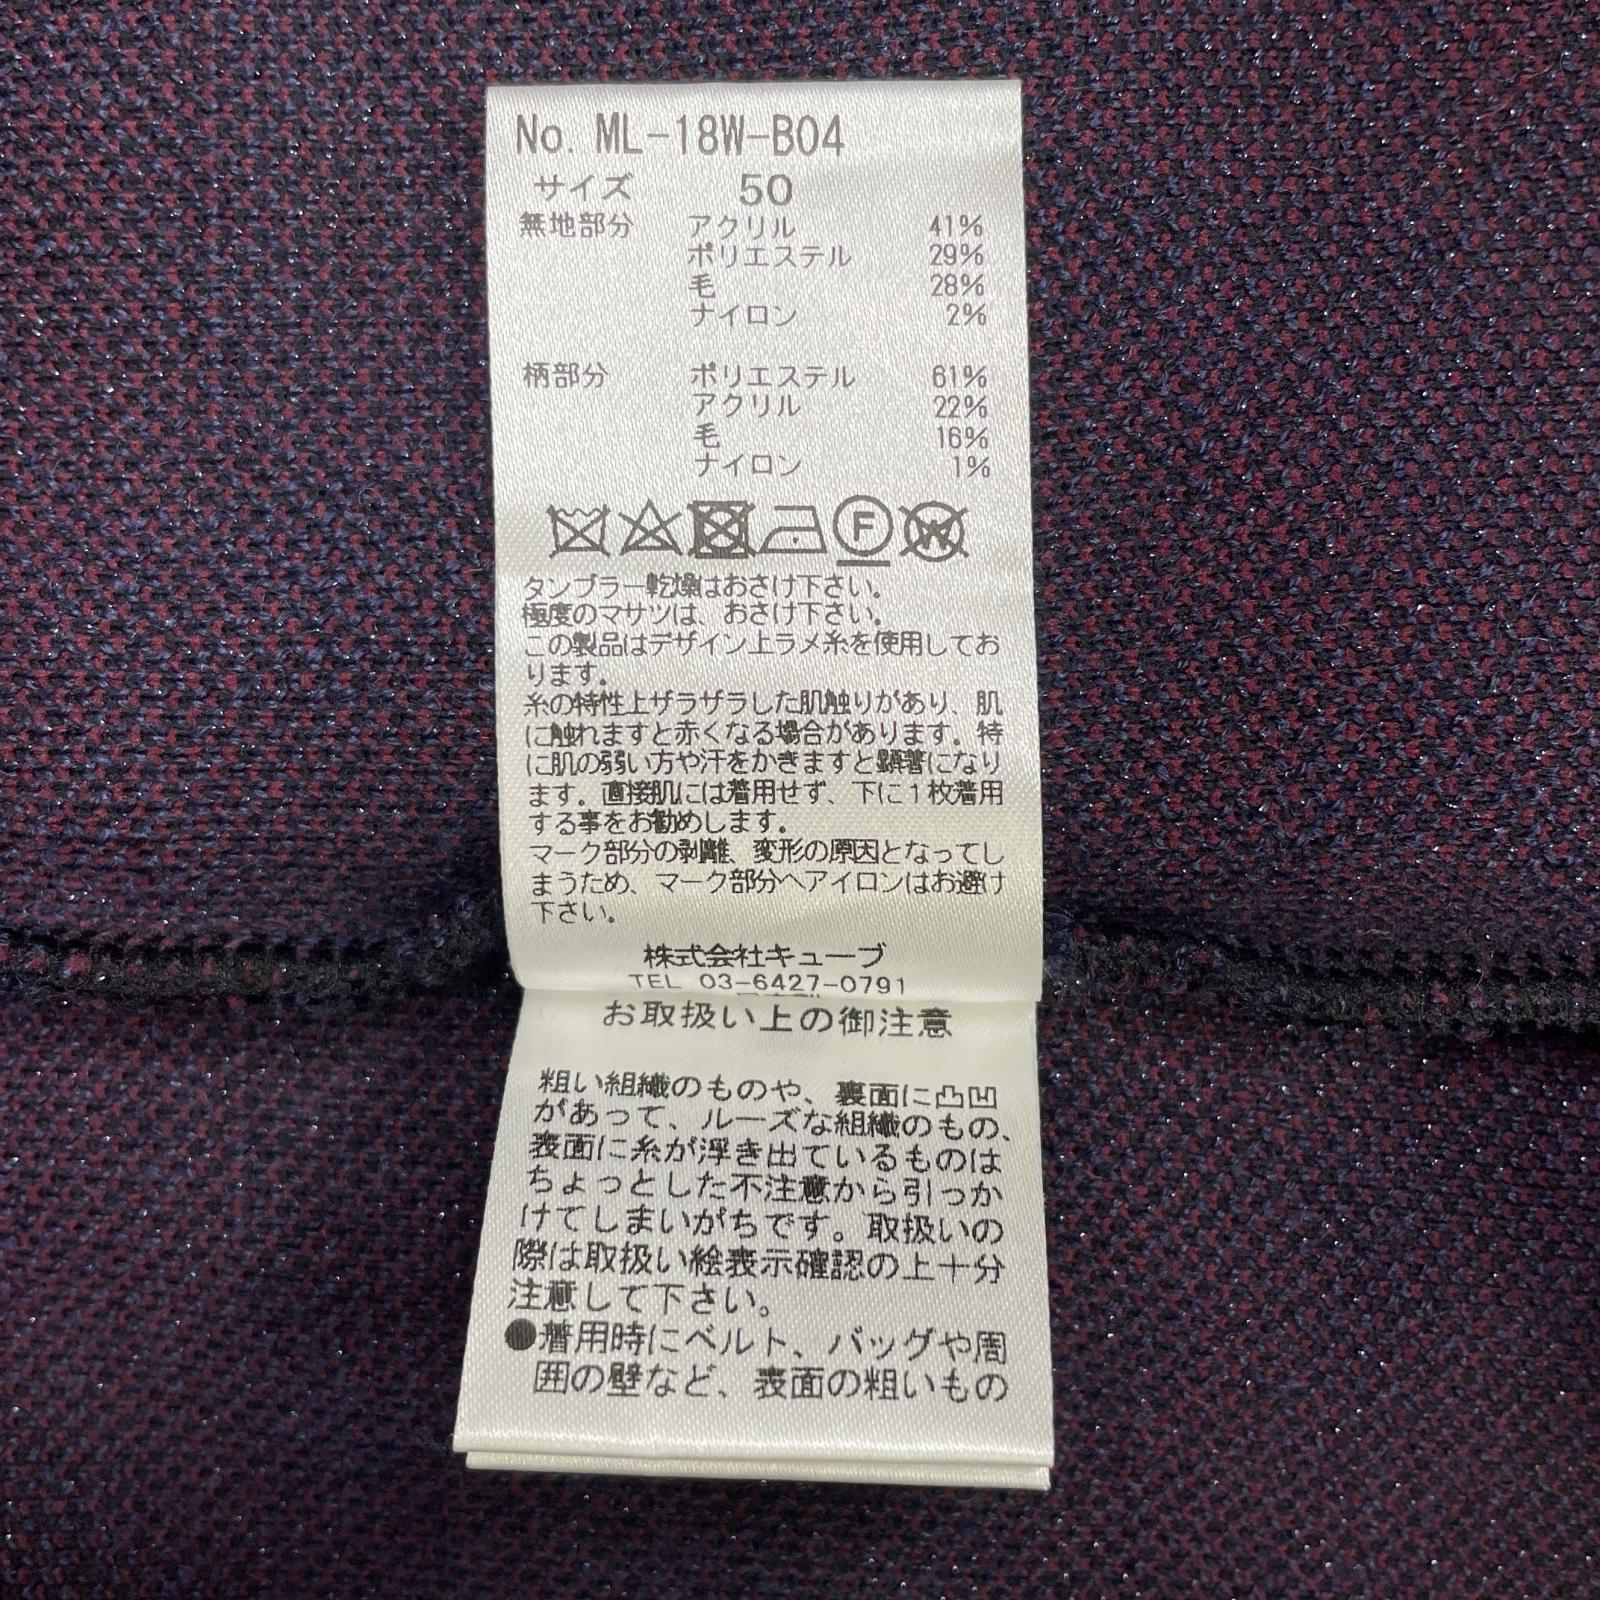 No. ML-18W-B04
サイズ 50
無地部分 アクリル 41%
ポリエステル 29%
毛 28%
ナイロン 2%
柄部分 ポリエステル 61%
アクリル 22%
毛 16%
ナイロン 1%
F W
タンブラー乾燥はおさけ下さい。
極度のマサツは、おさけ下さい。
この製品はデザイン上ラメ糸を使用してお
ります。
糸の特性上ザラザラした肌触りがあり、肌
に触れますと赤くなる場合があります。特
に肌の弱い方や汗をかきますと顕著になり
ます。直接肌には着用せず、下に1枚着用
する事をお勧めします。
マーク部分の剥離、変形の原因となってし
まうため、マーク部分へアイロンはお避け
下さい。
株式会社キューブ
TEL 03-6427-0791
お取扱い上の御注意
粗い組織のものや、裏面に凸凹
があって、ルーズな組織のもの、
表面に糸が浮き出ているものは
ちょっとした不注意から引っか
けてしまいがちです。取扱いの
際は取扱い絵表示確認の上十分
注意して下さい。
●着用時にベルト、バッグや周
囲の壁など、表面の粗いもの